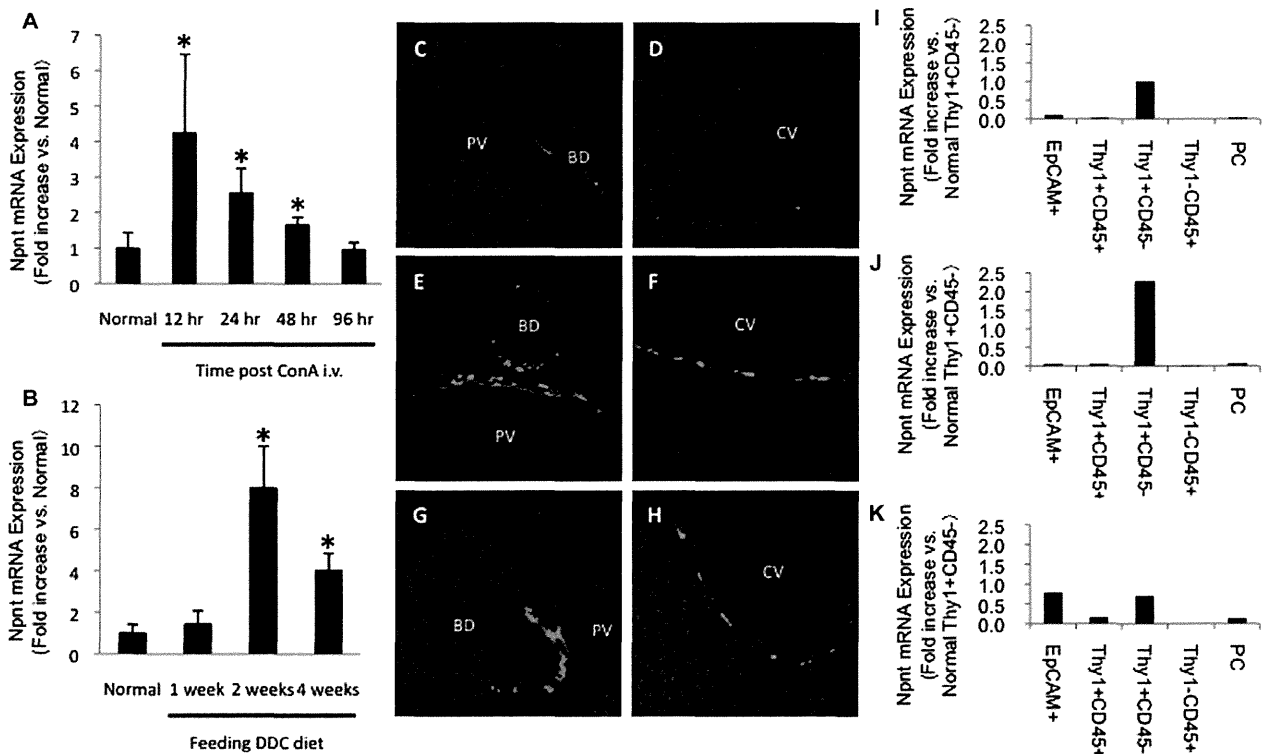 A
Npnt mRNA Expression
(Fold increase vs. Normal)
7
6
5
4
3
2
1
0
*
*
*
Normal 12 hr 24 hr 48 hr 96 hr
Time post ConA i.v.
B
Npnt mRNA Expression
(Fold increase vs. Normal)
12
10
8
6
4
2
0
*
*
Normal 1 week 2 weeks 4 weeks
Feeding DDC diet
C
PV
BD
D
CV
E
BD
PV
F
CV
G
BD
PV
H
CV
I
Npnt mRNA Expression
(Fold increase vs.
Normal Thy1+CD45-)
2.5
2.0
1.5
1.0
0.5
0.0
EpCAM+
Thy1+CD45+
Thy1+CD45-
Thy1-CD45+
PC
J
Npnt mRNA Expression
(Fold increase vs.
Normal Thy1+CD45-)
2.5
2.0
1.5
1.0
0.5
0.0
EpCAM+
Thy1+CD45+
Thy1+CD45-
Thy1-CD45+
PC
K
Npnt mRNA Expression
(Fold increase vs.
Normal Thy1+CD45-)
2.5
2.0
1.5
1.0
0.5
0.0
EpCAM+
Thy1+CD45+
Thy1+CD45-
Thy1-CD45+
PC